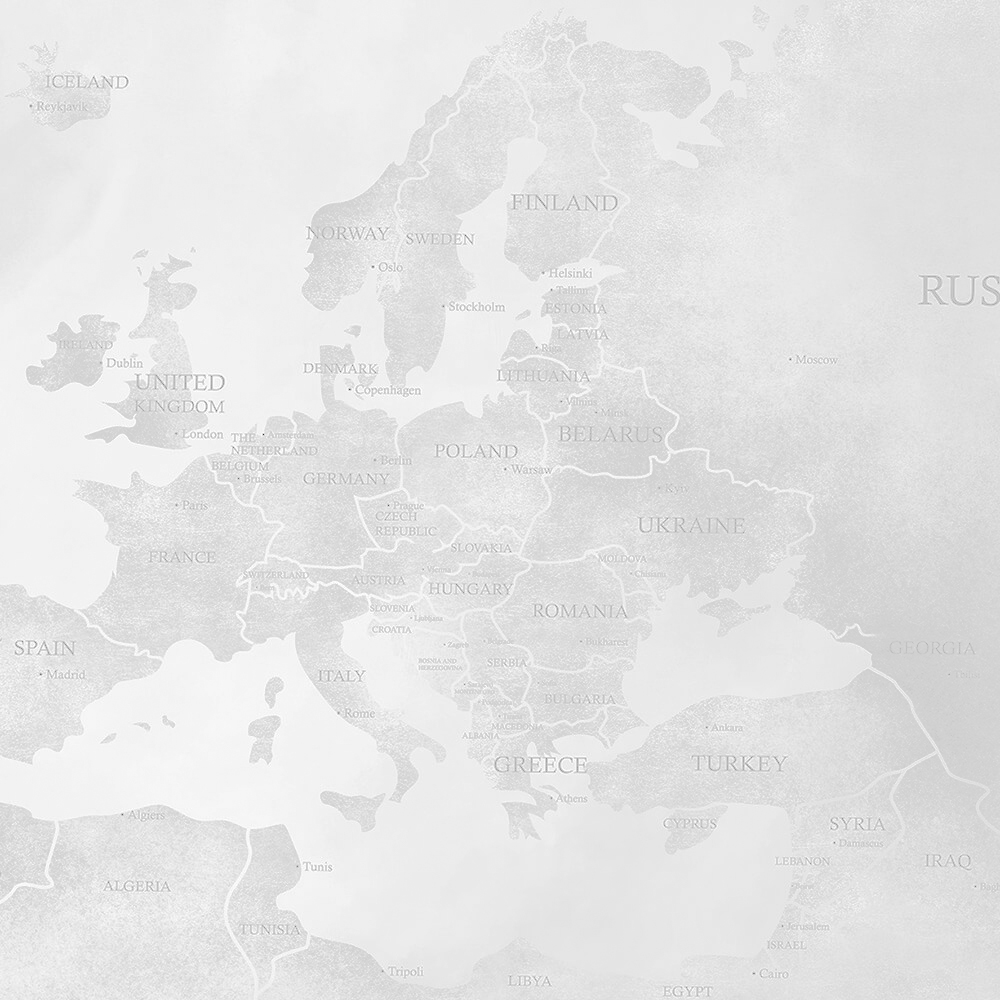 ICELAND
Reykjavik
NORWAY
SWEDEN
FINLAND
Oslo
Helsinki
Tallinn
Stockholm
ESTONIA
RUS
LATVIA
Riga
IRELAND
Dublin
Moscow
DENMARK
LITHUANIA
UNITED
KINGDOM
Copenhagen
Vilnius
Minsk
London
THE
NETHERLAND
Amsterdam
BELARUS
BELGIUM
Brussels
Berlin
GERMANY
POLAND
Warsaw
Kyiv
Paris
Prague
CZECH
REPUBLIC
UKRAINE
FRANCE
SLOVAKIA
MOLDOVA
Chisinau
SWITZERLAND
AUSTRIA
Vienna
HUNGARY
SLOVENIA
Ljubljana
CROATIA
ROMANIA
Zagreb
Belgrade
Bukharest
SPAIN
Madrid
GEORGIA
BOSNIA AND
HERZEGOVINA
SERBIA
ITALY
Rome
BULGARIA
MACEDONIA
ALBANIA
Ankara
GREECE
TURKEY
Athens
Algiers
CYPRUS
SYRIA
Damascus
LEBANON
IRAQ
Tunis
ALGERIA
TUNISIA
Jerusalem
ISRAEL
Tripoli
Cairo
LIBYA
EGYPT